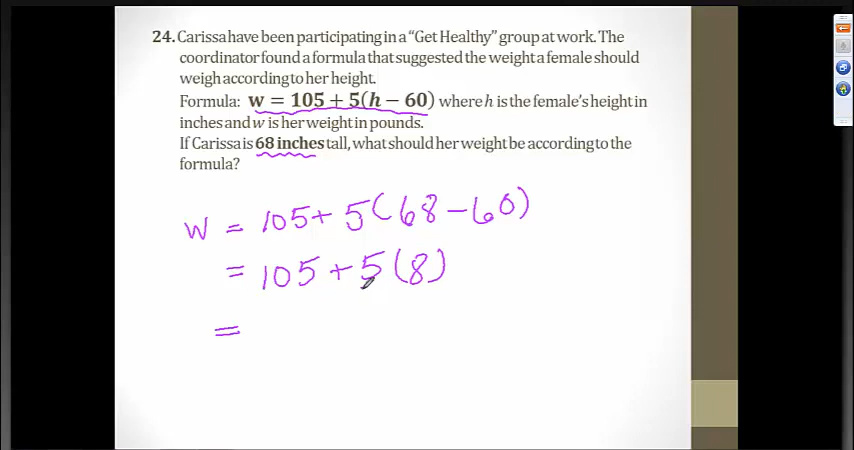 24. Carissa have been participating in a “Get Healthy” group at work. The
coordinator found a formula that suggested the weight a female should
weigh according to her height.
Formula: w = 105 + 5(h − 60) where h is the female's height in
inches and w is her weight in pounds.
If Carissa is 68 inches tall, what should her weight be according to the
formula?
W = 105 + 5(68 − 60)
= 105 + 5(8)
=